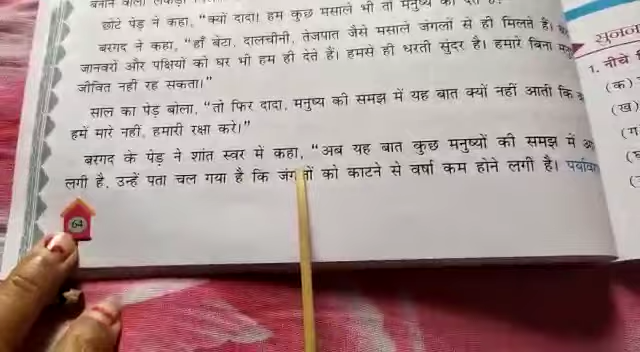 छोटे पेड़ ने कहा, "क्यों दादा! हम कुछ मसाले भी तो मनुष्य को देते
बरगद ने कहा, "हाँ बेटा, दालचीनी, तेजपात जैसे मसाले जंगलों से ही मिलते हैं।
जानवरों और पक्षियों को घर भी हम ही देते हैं। हमसे ही धरती सुंदर है। हमारे बिना
जीवित नहीं रह सकता।"
साल का पेड़ बोला, "तो फिर दादा, मनुष्य की समझ में यह बात क्यों नहीं आती कि
हमें मारे नहीं, हमारी रक्षा करे।"
बरगद के पेड़ ने शांत स्वर में कहा, "अब यह बात कुछ मनुष्यों की समझ में
लगी है, उन्हें पता चल गया है कि जंगलों को काटने से वर्षा कम होने लगी है।
64
1. नीचे
(क)
(ख)